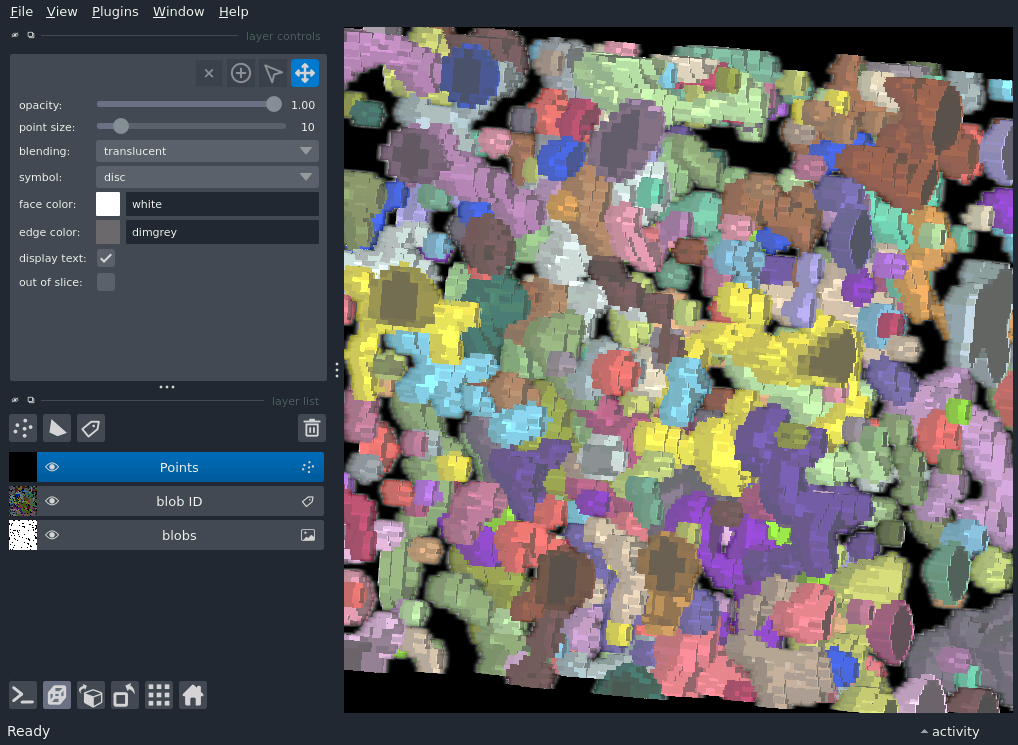 File View Plugins Window Help
layer controls
opacity: 1.00
point size: 10
blending: translucent
symbol: disc
face color: white
edge color: dimgrey
display text:
out of slice:
layer list
Points
blob ID
blobs
Ready activity